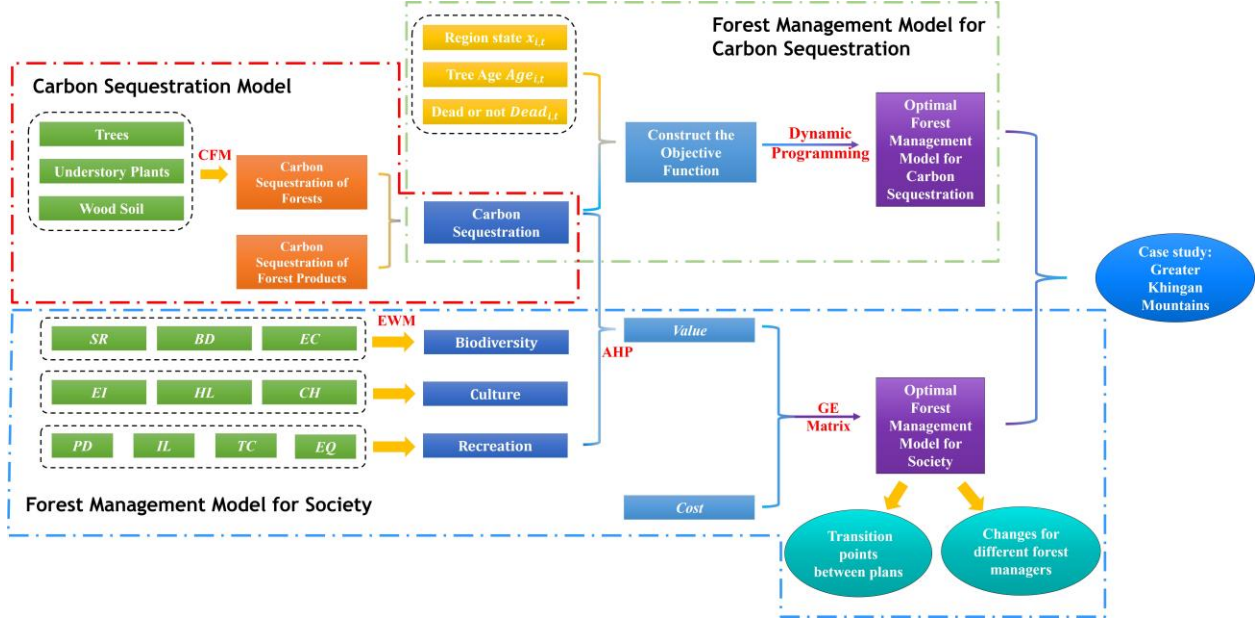 Forest Management Model for
Carbon Sequestration
Region state x_{i,t}
Tree Age Age_{i,t}
Dead or not Dead_{i,t}
Construct the
Objective
Function
Dynamic
Programming
Optimal
Forest
Management
Model for
Carbon
Sequestration
Carbon Sequestration Model
Trees
Understory Plants
Wood Soil
CFM
Carbon
Sequestration of
Forests
Carbon
Sequestration of
Forest Products
Carbon
Sequestration
Case study:
Greater
Khingan
Mountains
SR
BD
EC
EWM
Biodiversity
EI
HL
CH
Culture
PD
IL
TC
EQ
Recreation
AHP
Value
Cost
GE
Matrix
Optimal
Forest
Management
Model for
Society
Forest Management Model for Society
Transition
points
between plans
Changes for
different forest
managers